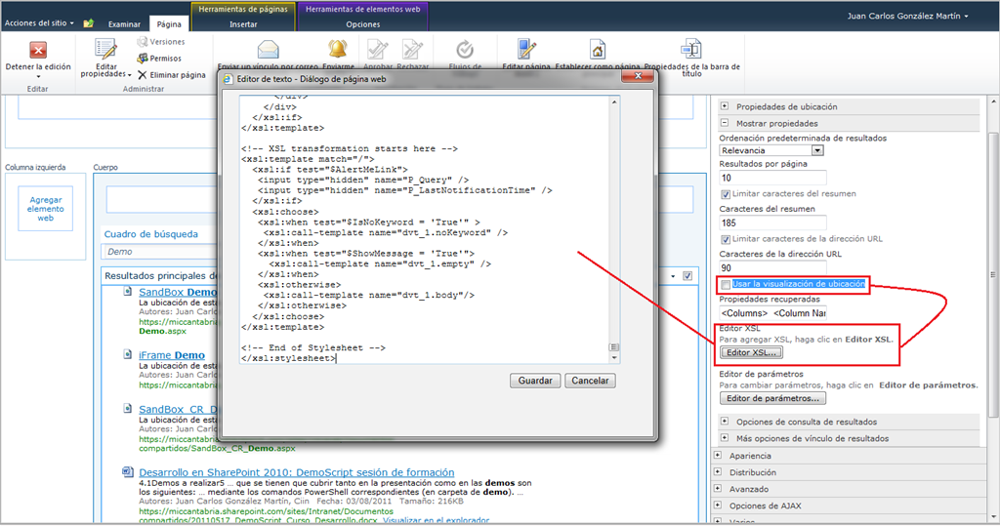 Herramientas de páginas
Herramientas de elementos web
Acciones del sitio
Examinar
Página
Insertar
Opciones
Juan Carlos González Martín
Detener la edición
Editar propiedades
Versiones
Permisos
Eliminar página
Enviar un vínculo por correo
Enviarme
Aprobar
Rechazar
Flujos de
Editar página
Establecer como página
Propiedades de la barra de título
Editar
Administrar
Editor de texto - Diálogo de página web
</div>
</div>
</xsl:if>
</xsl:template>
<!-- XSL transformation starts here -->
<xsl:template match="/">
<xsl:if test="$AlertMeLink">
<input type="hidden" name="P_Query" />
<input type="hidden" name="P_LastNotificationTime" />
</xsl:if>
<xsl:choose>
<xsl:when test="$IsNoKeyword = 'True'" >
<xsl:call-template name="dvt_1.noKeyword" />
</xsl:when>
<xsl:when test="$ShowMessage = 'True'">
<xsl:call-template name="dvt_1.empty" />
</xsl:when>
<xsl:otherwise>
<xsl:call-template name="dvt_1.body"/>
</xsl:otherwise>
</xsl:choose>
</xsl:template>
<!-- End of Stylesheet -->
</xsl:stylesheet>
Guardar
Cancelar
Columna izquierda
Agregar
elemento
web
Cuerpo
Cuadro de búsqueda
Demo
Resultados principales de
SandBox Demo
La ubicación de esta
https://miccantabria
Demo.aspx
iFrame Demo
La ubicación de esta
Autores: Juan Carlo
https://miccantabria
SandBox_CR_D
La ubicación de esta
Autores: Juan Carlo
https://miccantabria
compartidos/SandBox_CR_Demo.aspx
Desarrollo en SharePoint 2010: DemoScript sesión de formación
4.1Demos a realizar5 ... que se tienen que cubrir tanto en la presentación como en las demos son
los siguientes: ... mediante los comandos PowerShell correspondientes (en carpeta de demo). ...
Autores: Juan Carlos González Martín, Ciin Fecha: 03/08/2011 Tamaño: 216KB
https://miccantabria.sharepoint.com/sites/Intranet/Documentos
compartidos/20110517_DemoScript_Curso_Desarrollo.docx Visualizar en el explorador
Propiedades de ubicación
Mostrar propiedades
Ordenación predeterminada de resultados
Relevancia
Resultados por página
10
Limitar caracteres del resumen
Caracteres del resumen
185
Limitar caracteres de la dirección URL
Caracteres de la dirección URL
90
Usar la visualización de ubicación
Propiedades recuperadas
<Columns> <Column Nar
Editor XSL
Para agregar XSL, haga clic en Editor XSL.
Editor XSL...
Editor de parámetros
Para cambiar parámetros, haga clic en Editor de parámetros.
Editor de parámetros...
Opciones de consulta de resultados
Más opciones de vínculo de resultados
Apariencia
Distribución
Avanzado
Opciones de AJAX
Varios